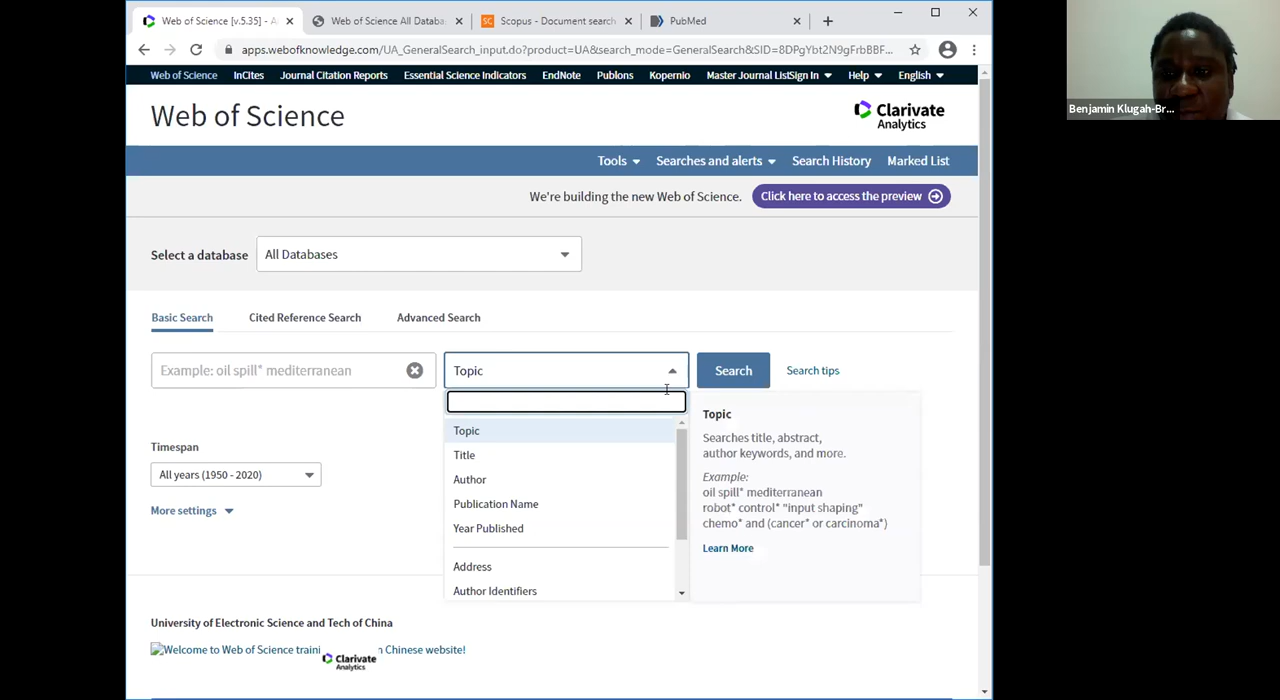 Web of Science [v.5.35] - A
Web of Science All Databa
SC Scopus - Document search
PubMed
apps.webofknowledge.com/UA_GeneralSearch_input.do?product=UA&search_mode=GeneralSearch&SID=8DPgYbt2N9gFrbBBF...
Web of Science InCites Journal Citation Reports Essential Science Indicators EndNote Publons Kopernio Master Journal List Sign In Help English
Web of Science
Clarivate
Analytics
Tools Searches and alerts Search History Marked List
We're building the new Web of Science. Click here to access the preview
Select a database All Databases
Basic Search Cited Reference Search Advanced Search
Example: oil spill* mediterranean Topic Search Search tips
Topic
Title
Author
Publication Name
Year Published
Address
Author Identifiers
Topic
Searches title, abstract,
author keywords, and more.
Example:
oil spill* mediterranean
robot* control* "input shaping"
chemo* and (cancer* or carcinoma*)
Learn More
Timespan
All years (1950 - 2020)
More settings
University of Electronic Science and Tech of China
Welcome to Web of Science traini n Chinese website!
Clarivate
Analytics
Benjamin Klugah-Br...